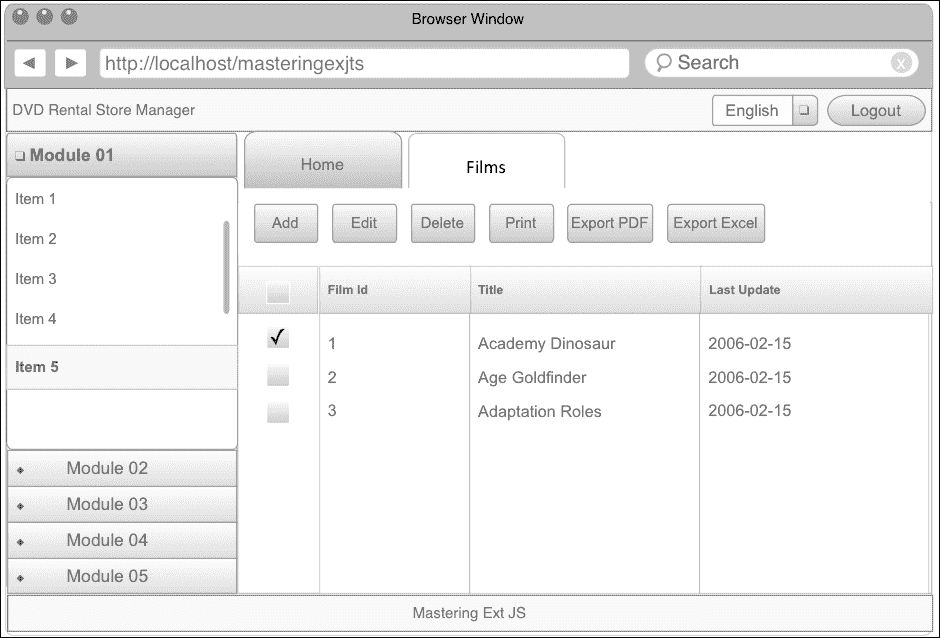 Browser Window
http://localhost/masteringexjts
Search
x
DVD Rental Store Manager
English
Logout
Module 01
Item 1
Item 2
Item 3
Item 4
Item 5
Module 02
Module 03
Module 04
Module 05
Home
Films
Add
Edit
Delete
Print
Export PDF
Export Excel
Film Id Title Last Update
1 Academy Dinosaur 2006-02-15
2 Age Goldfinder 2006-02-15
3 Adaptation Roles 2006-02-15
Mastering Ext JS